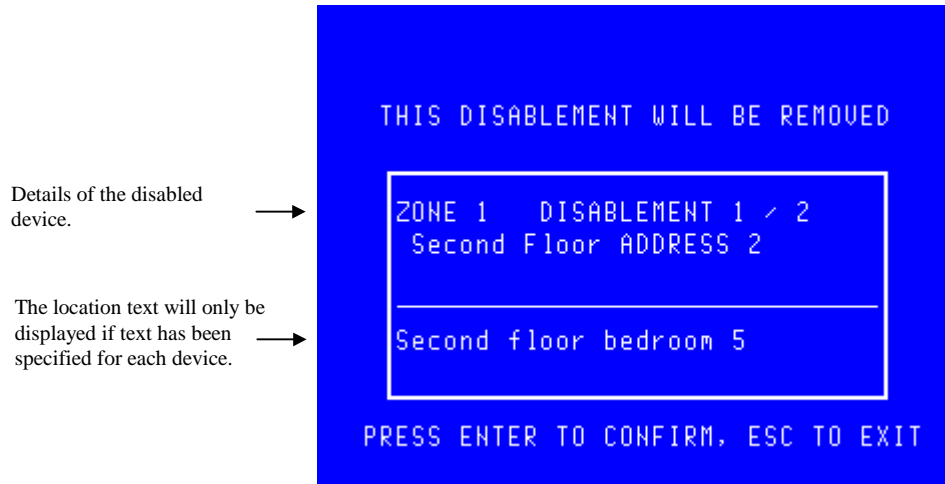 THIS DISABLEMENT WILL BE REMOVED
Details of the disabled
device.
ZONE 1 DISABLEMENT 1 / 2
Second Floor ADDRESS 2
The location text will only be
displayed if text has been
specified for each device.
Second floor bedroom 5
PRESS ENTER TO CONFIRM, ESC TO EXIT